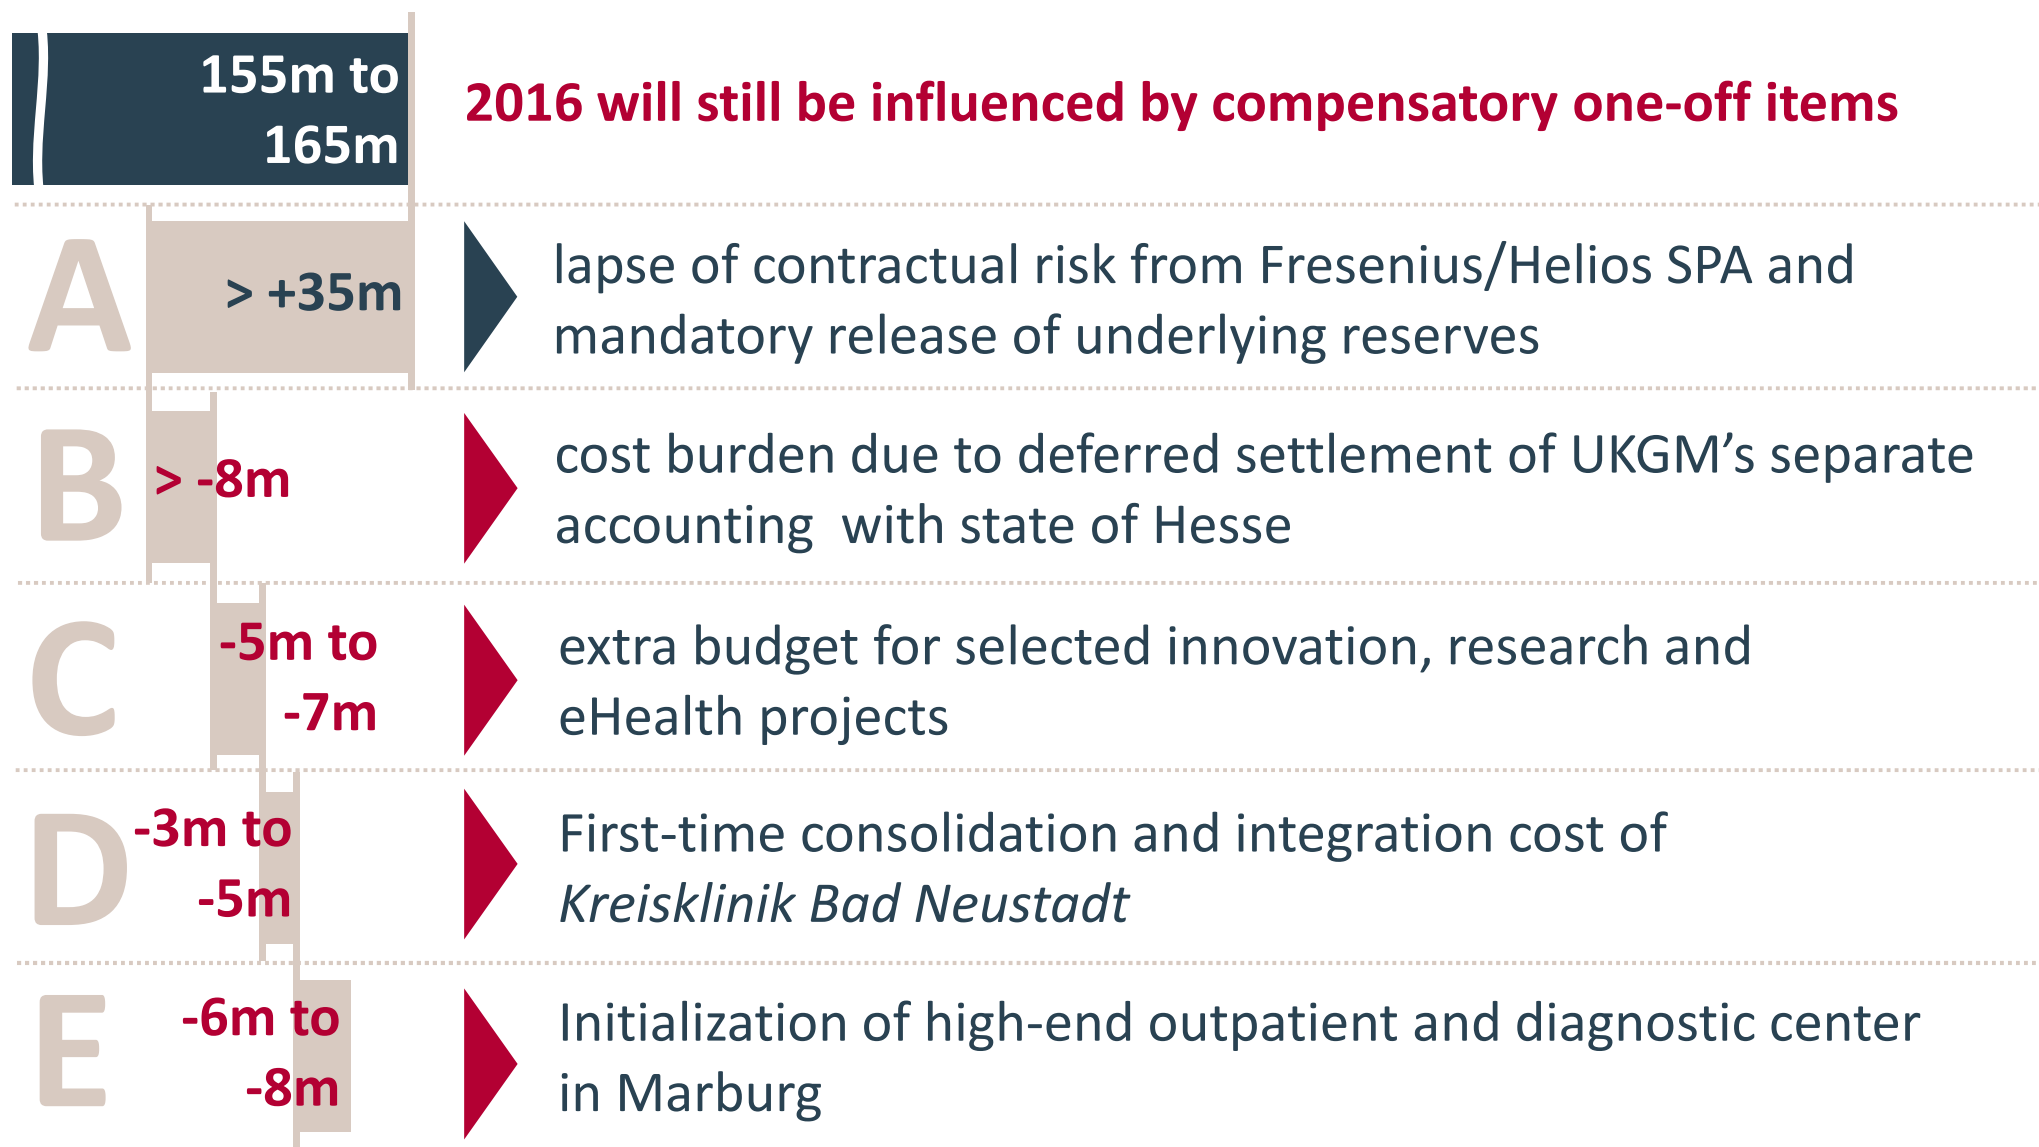 155m to
165m
2016 will still be influenced by compensatory one-off items
A
> +35m
lapse of contractual risk from Fresenius/Helios SPA and
mandatory release of underlying reserves
B
> -8m
cost burden due to deferred settlement of UKGM’s separate
accounting  with state of Hesse
C
-5m to
-7m
extra budget for selected innovation, research and
eHealth projects
D
-3m to
-5m
First-time consolidation and integration cost of
Kreisklinik Bad Neustadt
E
-6m to
-8m
Initialization of high-end outpatient and diagnostic center
in Marburg